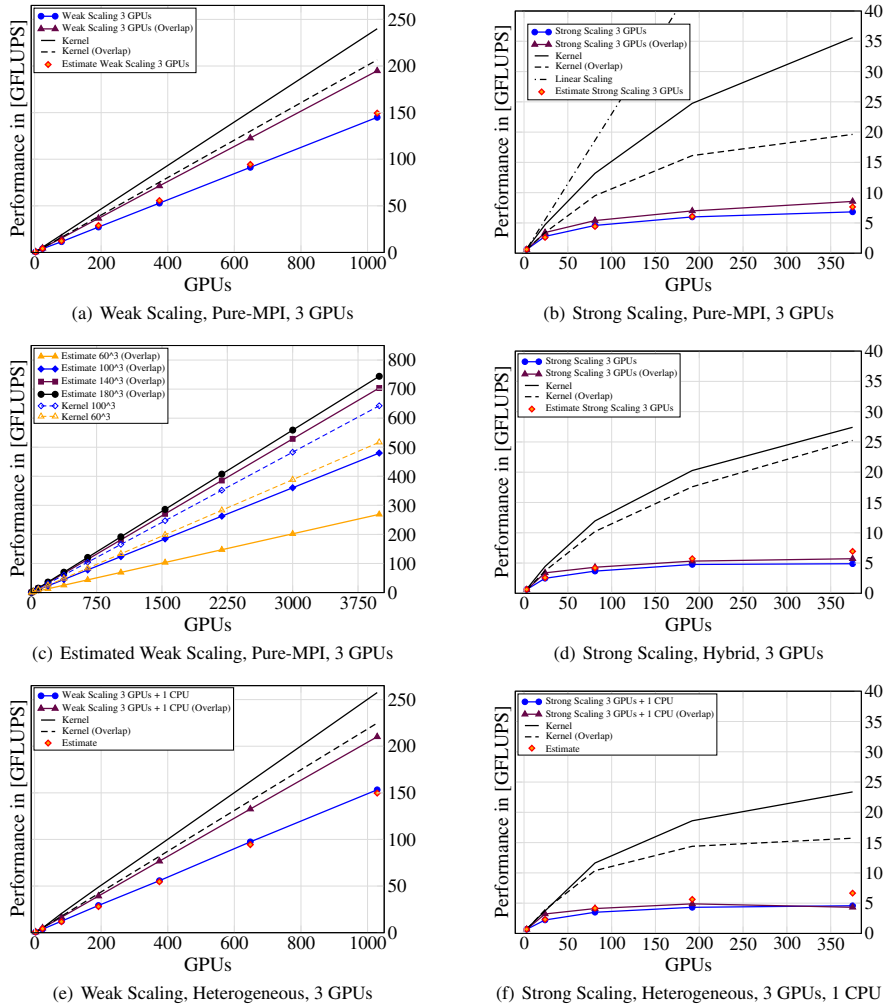 Weak Scaling 3 GPUs
Weak Scaling 3 GPUs (Overlap)
Kernel
Kernel (Overlap)
Estimate Weak Scaling 3 GPUs
Performance in [GFLUPS]
250
200
150
100
50
0
0 200 400 600 800 1000
GPUs
(a) Weak Scaling, Pure-MPI, 3 GPUs
Strong Scaling 3 GPUs
Strong Scaling 3 GPUs (Overlap)
Kernel
Kernel (Overlap)
Linear Scaling
Estimate Strong Scaling 3 GPUs
Performance in [GFLUPS]
40
35
30
25
20
15
10
5
0
0 50 100 150 200 250 300 350
GPUs
(b) Strong Scaling, Pure-MPI, 3 GPUs
Estimate 60^3 (Overlap)
Estimate 100^3 (Overlap)
Estimate 140^3 (Overlap)
Estimate 180^3 (Overlap)
Kernel 100^3
Kernel 60^3
Performance in [GFLUPS]
800
700
600
500
400
300
200
100
0
0 750 1500 2250 3000 3750
GPUs
(c) Estimated Weak Scaling, Pure-MPI, 3 GPUs
Strong Scaling 3 GPUs
Strong Scaling 3 GPUs (Overlap)
Kernel
Kernel (Overlap)
Estimate Strong Scaling 3 GPUs
Performance in [GFLUPS]
40
35
30
25
20
15
10
5
0
0 50 100 150 200 250 300 350
GPUs
(d) Strong Scaling, Hybrid, 3 GPUs
Weak Scaling 3 GPUs + 1 CPU
Weak Scaling 3 GPUs + 1 CPU (Overlap)
Kernel
Kernel (Overlap)
Estimate
Performance in [GFLUPS]
250
200
150
100
50
0
0 200 400 600 800 1000
GPUs
(e) Weak Scaling, Heterogeneous, 3 GPUs
Strong Scaling 3 GPUs + 1 CPU
Strong Scaling 3 GPUs + 1 CPU (Overlap)
Kernel
Kernel (Overlap)
Estimate
Performance in [GFLUPS]
40
35
30
25
20
15
10
5
0
0 50 100 150 200 250 300 350
GPUs
(f) Strong Scaling, Heterogeneous, 3 GPUs, 1 CPU